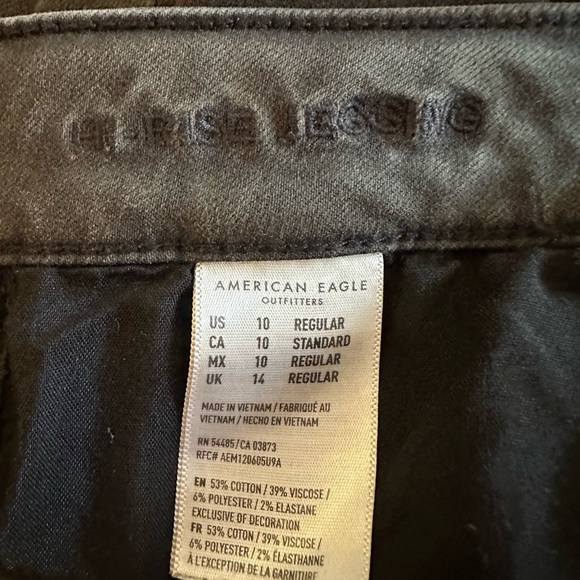 HI-RISE JEGGING
AMERICAN EAGLE
OUTFITTERS
US 10 REGULAR
CA 10 STANDARD
MX 10 REGULAR
UK 14 REGULAR
MADE IN VIETNAM / FABRIQUÉ AU
VIETNAM / HECHO EN VIETNAM
RN 54485/CA 03873
RFC# AEM120605U9A
EN 53% COTTON / 39% VISCOSE /
6% POLYESTER / 2% ELASTANE
EXCLUSIVE OF DECORATION
FR 53% COTON / 39% VISCOSE /
6% POLYESTER / 2% ÉLASTHANNE
À L'EXCEPTION DE LA GARNITURE